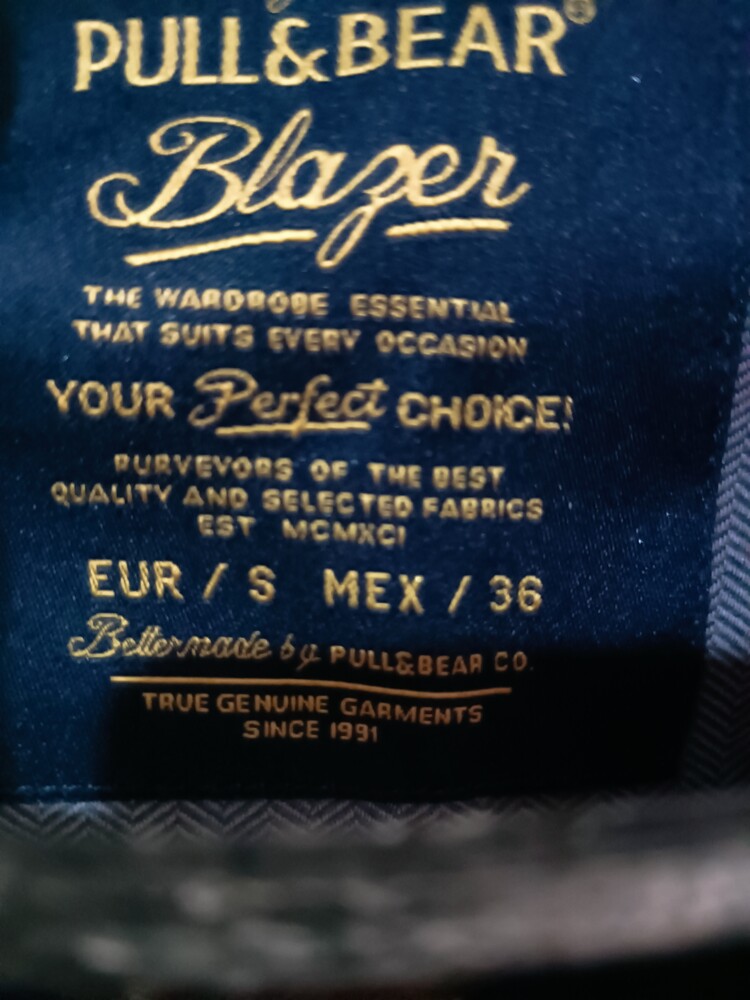 PULL&BEAR®
Blazer
THE WARDROBE ESSENTIAL
THAT SUITS EVERY OCCASION
YOUR Perfect CHOICE!
PURVEYORS OF THE BEST
QUALITY AND SELECTED FABRICS
EST MCMXCI
EUR / S MEX / 36
Bettermade by PULL&BEAR CO.
TRUE GENUINE GARMENTS
SINCE 1991